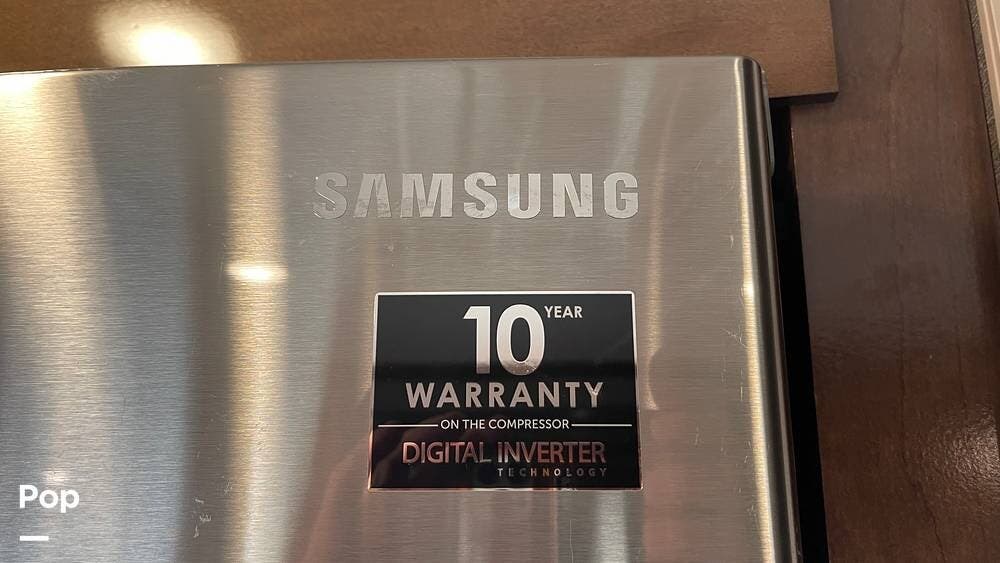 SAMSUNG
10 YEAR
WARRANTY
ON THE COMPRESSOR
DIGITAL INVERTER
TECHNOLOGY
Pop